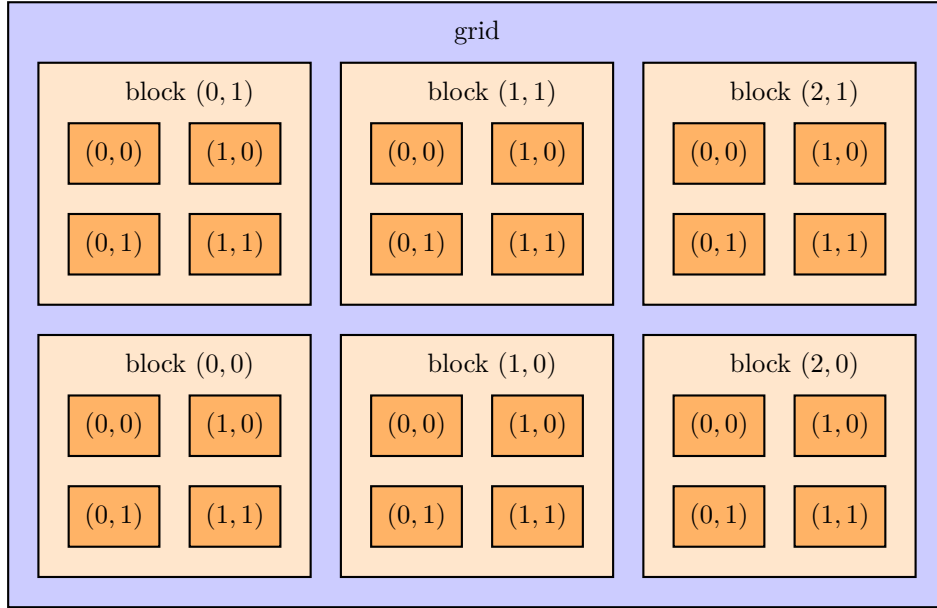 grid
block (0, 1) block (1, 1) block (2, 1)
(0, 0) (1, 0) (0, 0) (1, 0) (0, 0) (1, 0)
(0, 1) (1, 1) (0, 1) (1, 1) (0, 1) (1, 1)
block (0, 0) block (1, 0) block (2, 0)
(0, 0) (1, 0) (0, 0) (1, 0) (0, 0) (1, 0)
(0, 1) (1, 1) (0, 1) (1, 1) (0, 1) (1, 1)